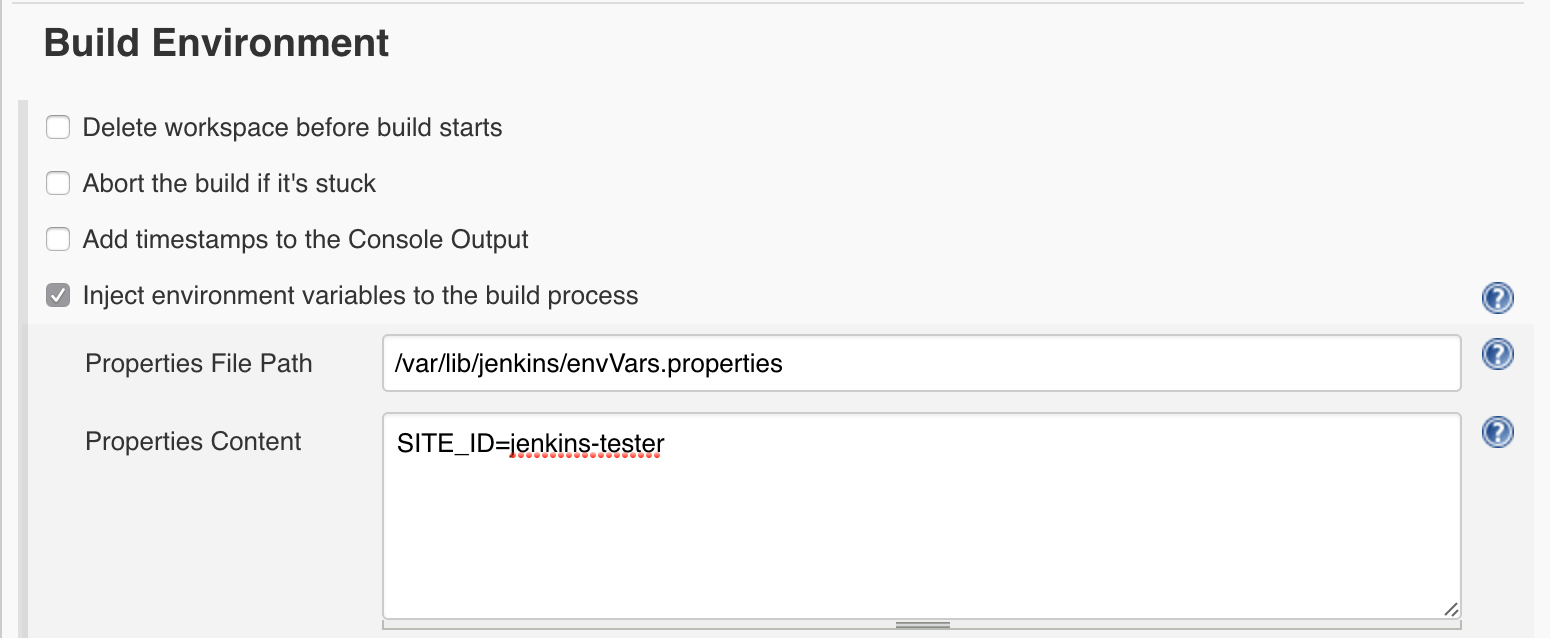 Build Environment
Delete workspace before build starts
Abort the build if it's stuck
Add timestamps to the Console Output
Inject environment variables to the build process
Properties File Path
/var/lib/jenkins/envVars.properties
Properties Content
SITE_ID=jenkins-tester